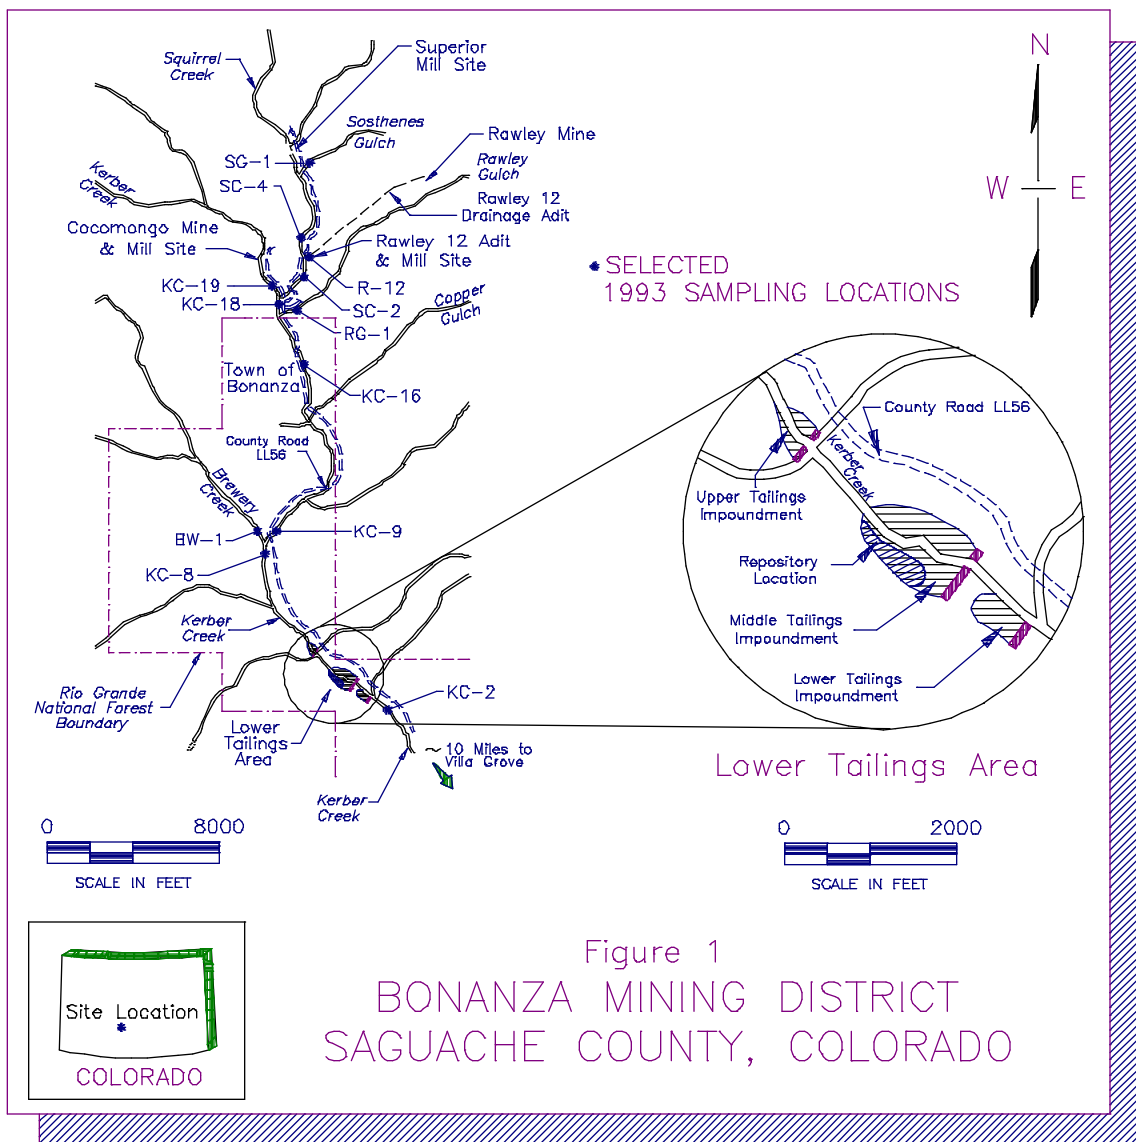 Superior
Mill Site
Squirrel
Creek
N
Sosthenes
Gulch
Rawley Mine
SG-1
Rawley
Gulch
Kerber
Creek
SC-4
W E
Rawley 12
Drainage Adit
Cocomongo Mine
& Mill Site
Rawley 12 Adit
& Mill Site
SELECTED
1993 SAMPLING LOCATIONS
KC-19
R-12
KC-18
SC-2
Copper
Gulch
RG-1
Town of
Bonanza
KC-16
County Road LL56
County Road
LL56
Kerber
Creek
Brewery
Creek
Upper Tailings
Impoundment
BW-1
KC-9
KC-8
Repository
Location
Kerber
Creek
Middle Tailings
Impoundment
Lower Tailings
Impoundment
Rio Grande
National Forest
Boundary
KC-2
Lower
Tailings
Area
~ 10 Miles to
Villa Grove
Lower Tailings Area
Kerber
Creek
0 8000
SCALE IN FEET
0 2000
SCALE IN FEET
Site Location
COLORADO
Figure 1
BONANZA MINING DISTRICT
SAGUACHE COUNTY, COLORADO